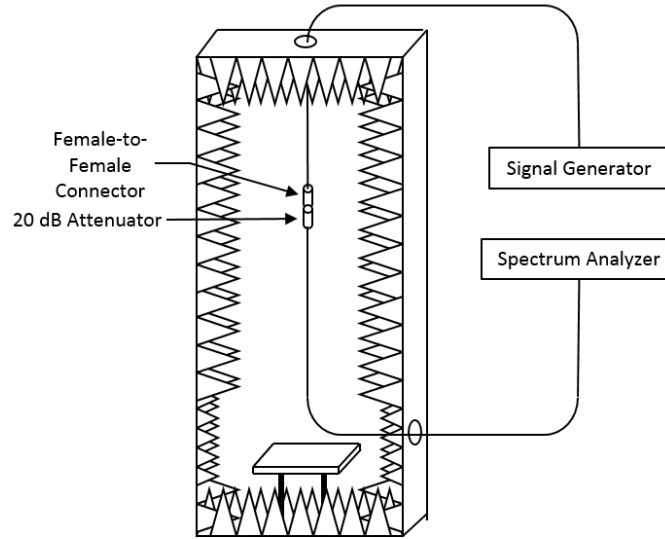 Female-to-
Female
Connector
20 dB Attenuator
Signal Generator
Spectrum Analyzer